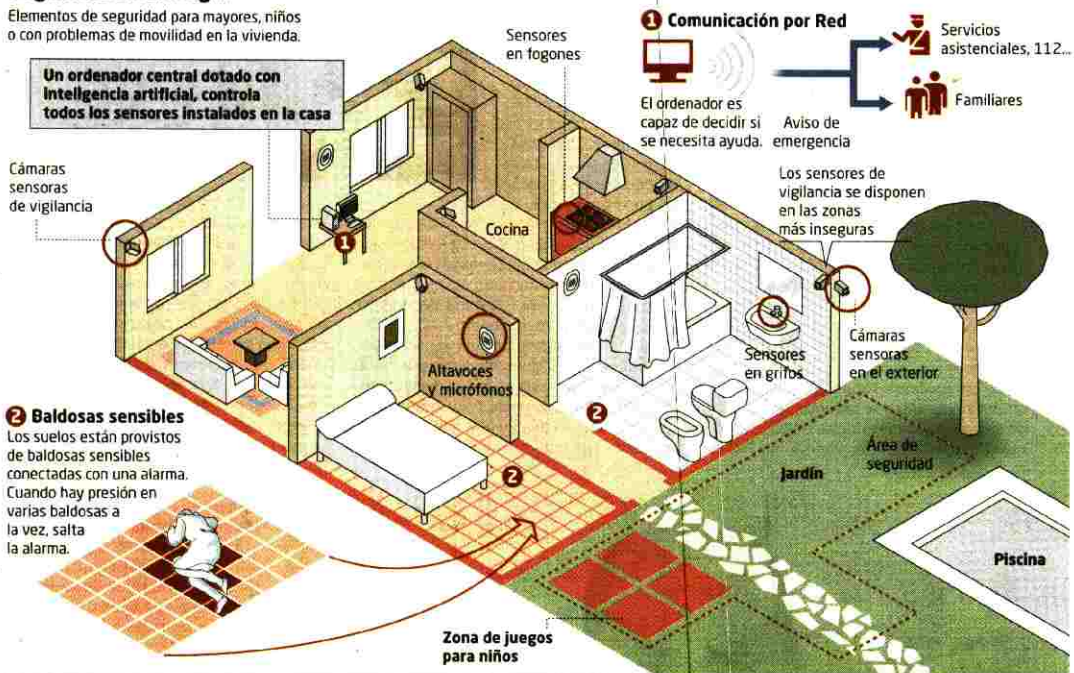 Elementos de seguridad para mayores, niños
o con problemas de movilidad en la vivienda.
Un ordenador central dotado con
inteligencia artificial, controla
todos los sensores instalados en la casa
Cámaras
sensoras
de vigilancia
Sensores
en fogones
1 Comunicación por Red
El ordenador es
capaz de decidir si
se necesita ayuda.
Aviso de
emergencia
Servicios
asistenciales, 112...
Familiares
Los sensores de
vigilancia se disponen
en las zonas
más inseguras
1
Cocina
Altavoces
y micrófonos
Sensores
en grifos
Cámaras
sensoras
en el exterior
2 Baldosas sensibles
Los suelos están provistos
de baldosas sensibles
conectadas con una alarma.
Cuando hay presión en
varias baldosas a
la vez, salta
la alarma.
2
2
Área de
seguridad
Jardín
Piscina
Zona de juegos
para niños